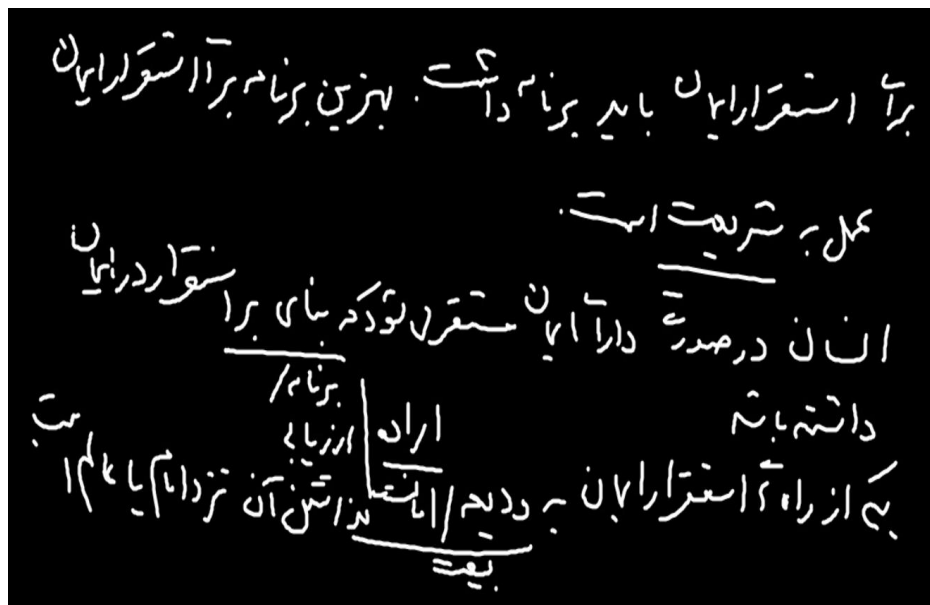 برای استقرار ایمان باید برنامه داشت. بهترین برنامه برای استقرار ایمان
عمل به شریعت است.
انسان در صورتی دارای ایمان مستقر می‌شود که بنای بر استقرار در ایمان
داشته باشد
برنامه/
اراده
ارزیابی
یکی از راه‌های استقرار ایمان به ودیعه/امانت گذاشتن آن نزد امام یا عالم است
بیعت